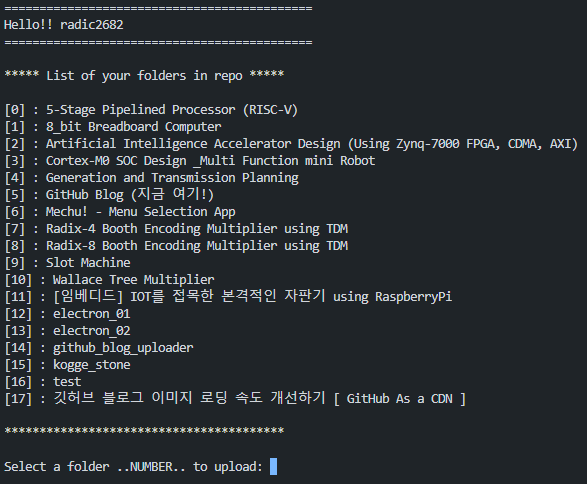 ============================================
Hello!! radic2682
============================================
***** List of your folders in repo *****
[0] : 5-Stage Pipelined Processor (RISC-V)
[1] : 8_bit Breadboard Computer
[2] : Artificial Intelligence Accelerator Design (Using Zynq-7000 FPGA, CDMA, AXI)
[3] : Cortex-M0 SOC Design _Multi Function mini Robot
[4] : Generation and Transmission Planning
[5] : GitHub Blog (지금 여기!)
[6] : Mechu! - Menu Selection App
[7] : Radix-4 Booth Encoding Multiplier using TDM
[8] : Radix-8 Booth Encoding Multiplier using TDM
[9] : Slot Machine
[10] : Wallace Tree Multiplier
[11] : [임베디드] IOT를 접목한 본격적인 자판기 using RaspberryPi
[12] : electron_01
[13] : electron_02
[14] : github_blog_uploader
[15] : kogge_stone
[16] : test
[17] : 깃허브 블로그 이미지 로딩 속도 개선하기 [ GitHub As a CDN ]
****************************************
Select a folder ..NUMBER.. to upload: